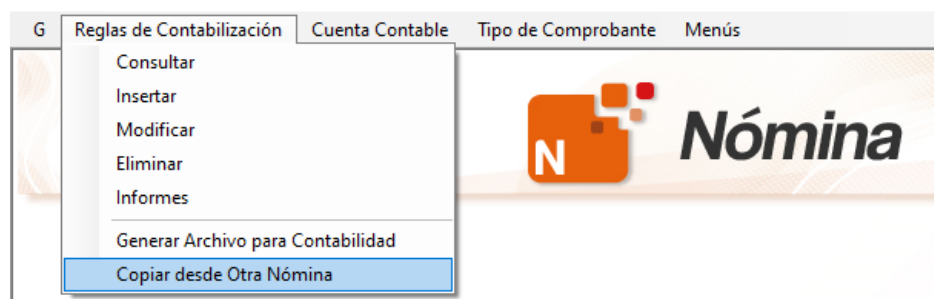 G Reglas de Contabilización Cuenta Contable Tipo de Comprobante Menús
Consultar
Insertar
Modificar
Eliminar
Informes
Generar Archivo para Contabilidad
Copiar desde Otra Nómina
N Nómina